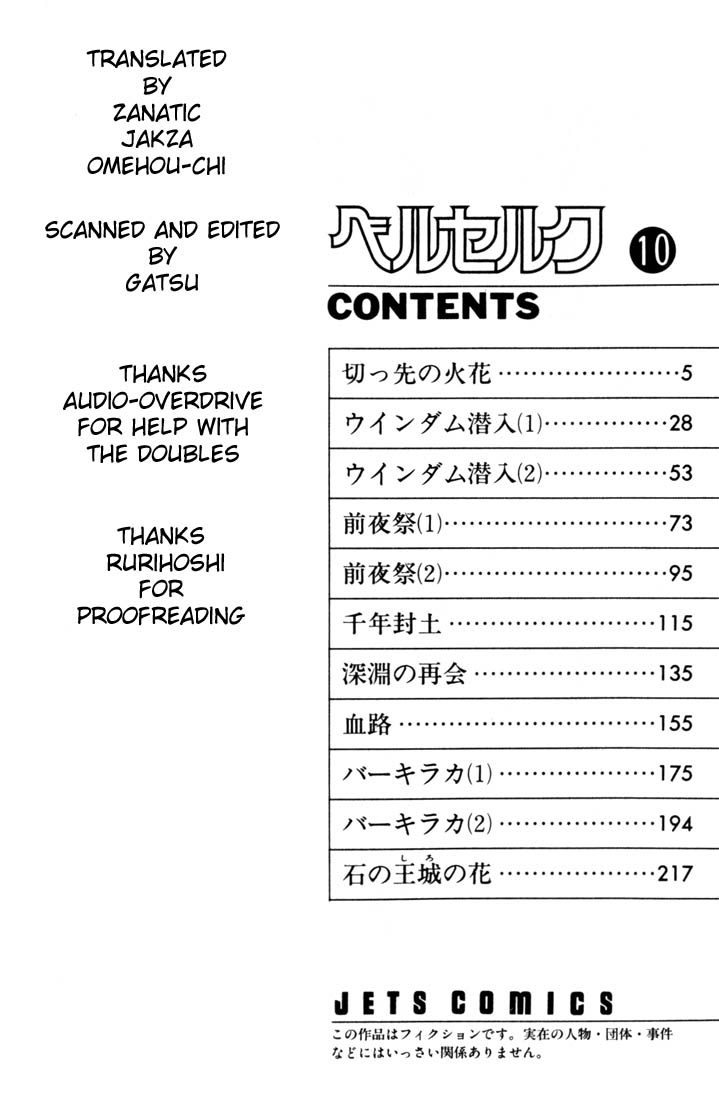 TRANSLATED
BY
ZANATIC
JAKZA
OMEHOU-CHI
SCANNED AND EDITED
BY
GATSU
THANKS
AUDIO-OVERDRIVE
FOR HELP WITH
THE DOUBLES
THANKS
RURIHOSHI
FOR
PROOFREADING
ベルセルク 10
CONTENTS
切っ先の火花……………………5
ウインダム潜入(1)……………28
ウインダム潜入(2)……………53
前夜祭(1)………………………73
前夜祭(2)………………………95
千年封土………………………115
深淵の再会……………………135
血路……………………………155
バーキラカ(1)…………………175
バーキラカ(2)…………………194
しろ
石の王城の花…………………217
JETS COMICS
この作品はフィクションです。実在の人物・団体・事件
などにはいっさい関係ありません。